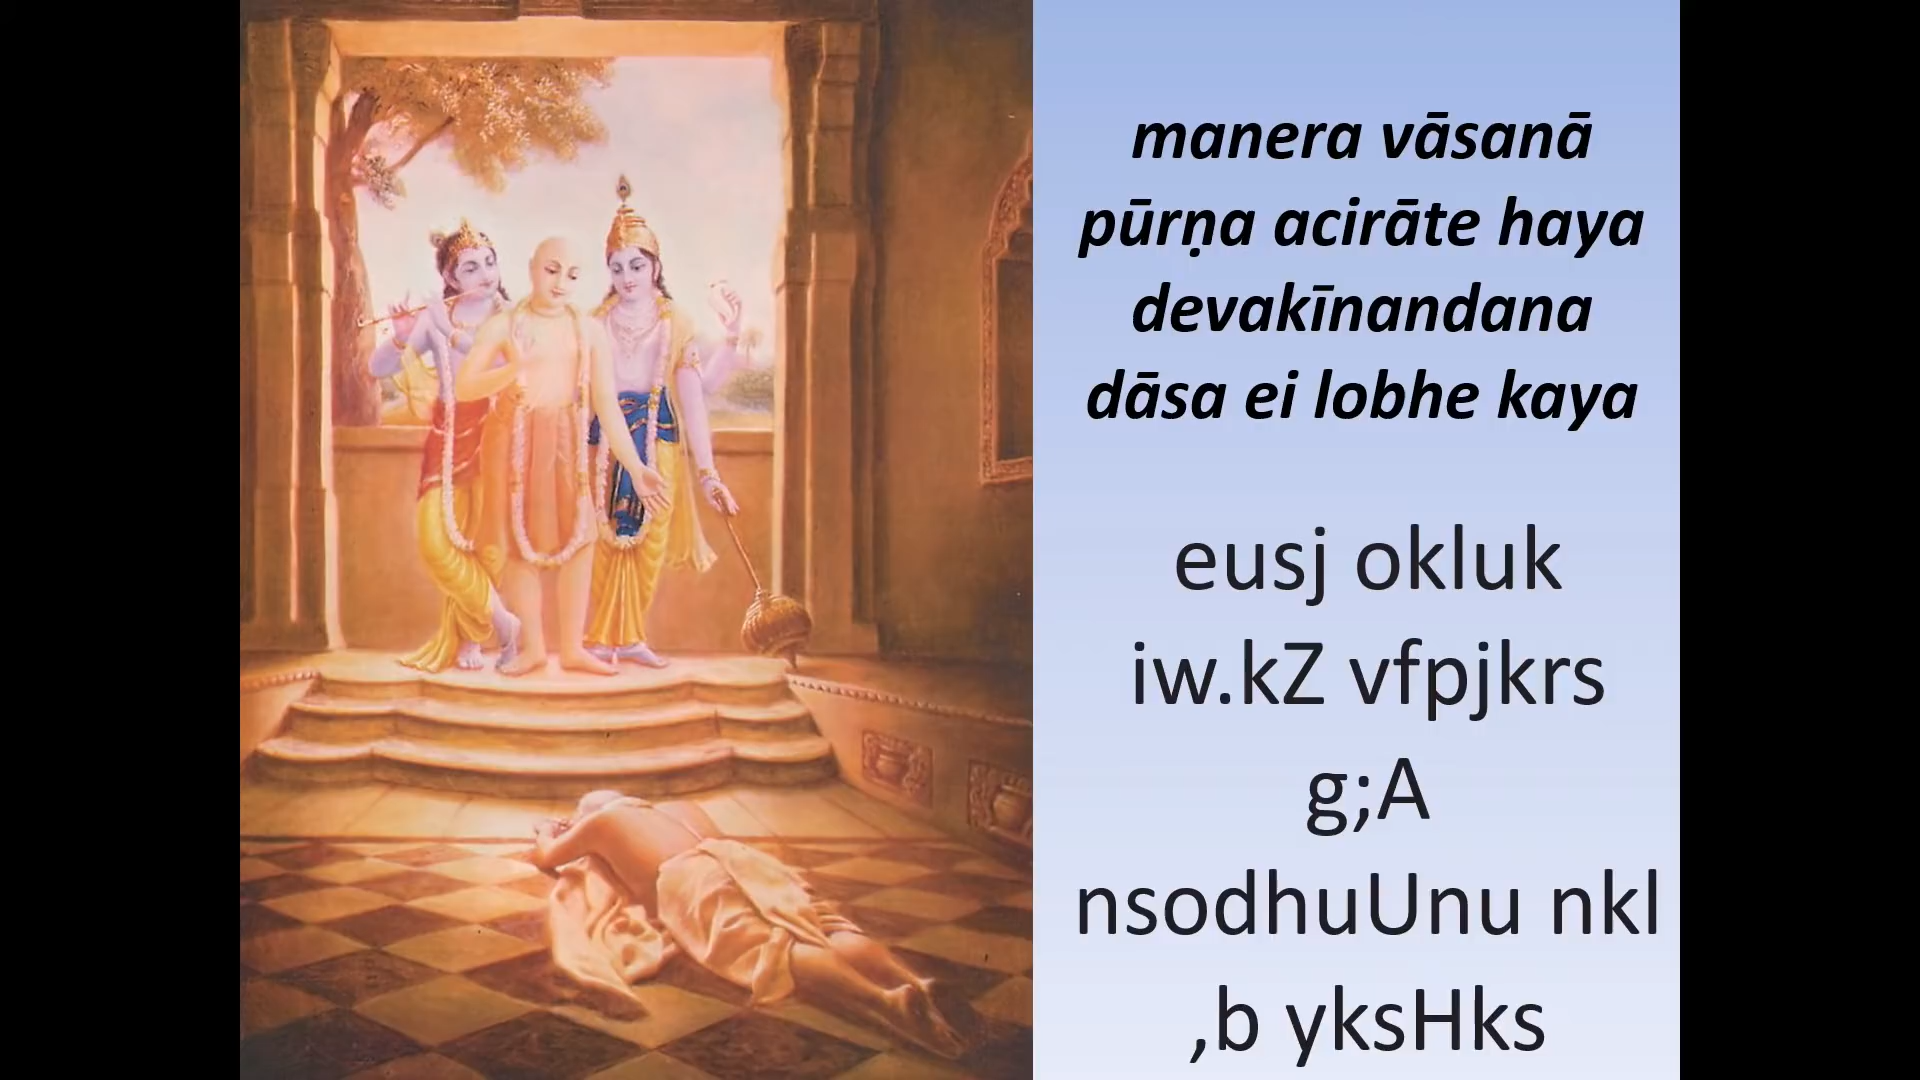 manera vāsanā
pūrṇa acirāte haya
devakīnandana
dāsa ei lobhe kaya
eusj okluk
iw.kZ vfpjkrs
g;A
nsodhuUnu nkl
,b yksHks